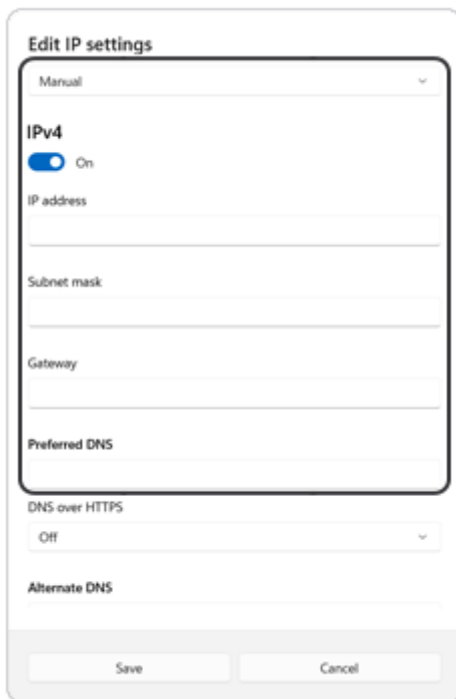 Edit IP settings
Manual
IPv4
On
IP address
Subnet mask
Gateway
Preferred DNS
DNS over HTTPS
Off
Alternate DNS
Save Cancel